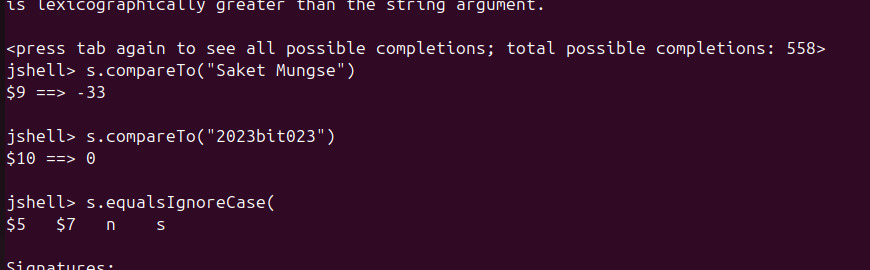 is lexicographically greater than the string argument.
<press tab again to see all possible completions; total possible completions: 558>
jshell> s.compareTo("Saket Mungse")
$9 ==> -33
jshell> s.compareTo("2023bit023")
$10 ==> 0
jshell> s.equalsIgnoreCase(
$5   $7   n    s
Signatures: